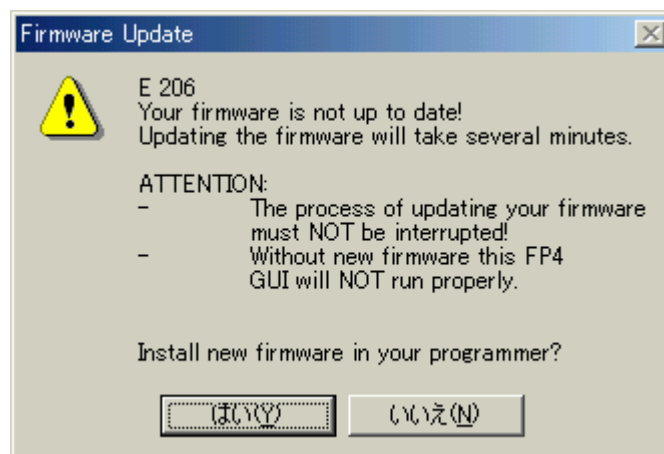 Firmware Update
E 206
Your firmware is not up to date!
Updating the firmware will take several minutes.
ATTENTION:
- The process of updating your firmware
must NOT be interrupted!
- Without new firmware this FP4
GUI will NOT run properly.
Install new firmware in your programmer?
はい(Y) いいえ(N)